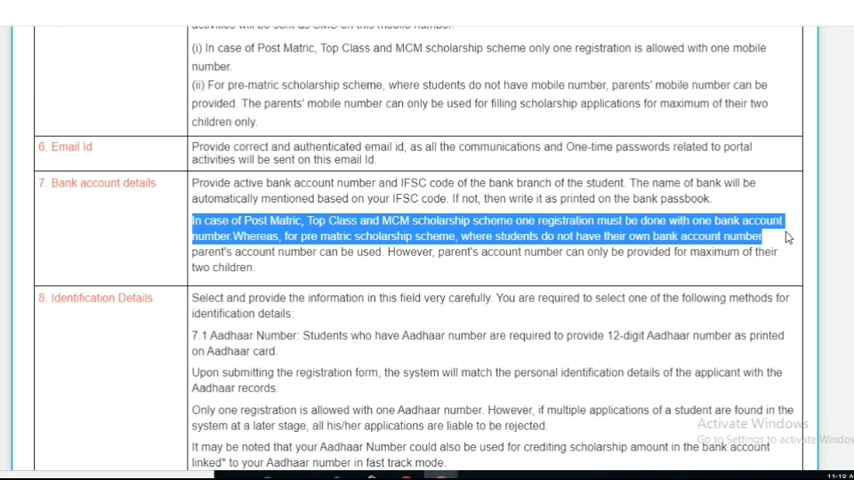 activities will be sent as SMS on this mobile number.
(i) In case of Post Matric, Top Class and MCM scholarship scheme only one registration is allowed with one mobile
number.
(ii) For pre-matric scholarship scheme, where students do not have mobile number, parents' mobile number can be
provided. The parents' mobile number can only be used for filling scholarship applications for maximum of their two
children only.
6. Email Id
Provide correct and authenticated email id, as all the communications and One-time passwords related to portal
activities will be sent on this email Id.
7. Bank account details
Provide active bank account number and IFSC code of the bank branch of the student. The name of bank will be
automatically mentioned based on your IFSC code. If not, then write it as printed on the bank passbook.
In case of Post Matric, Top Class and MCM scholarship scheme one registration must be done with one bank account
number.Whereas, for pre matric scholarship scheme, where students do not have their own bank account number
parent's account number can be used. However, parent's account number can only be provided for maximum of their
two children.
8. Identification Details
Select and provide the information in this field very carefully. You are required to select one of the following methods for
identification details:
7.1 Aadhaar Number: Students who have Aadhaar number are required to provide 12-digit Aadhaar number as printed
on Aadhaar card.
Upon submitting the registration form, the system will match the personal identification details of the applicant with the
Aadhaar records.
Only one registration is allowed with one Aadhaar number. However, if multiple applications of a student are found in the
system at a later stage, all his/her applications are liable to be rejected.
It may be noted that your Aadhaar Number could also be used for crediting scholarship amount in the bank account
linked* to your Aadhaar number in fast track mode.
Activate Windows
Go to Settings to activate Windows